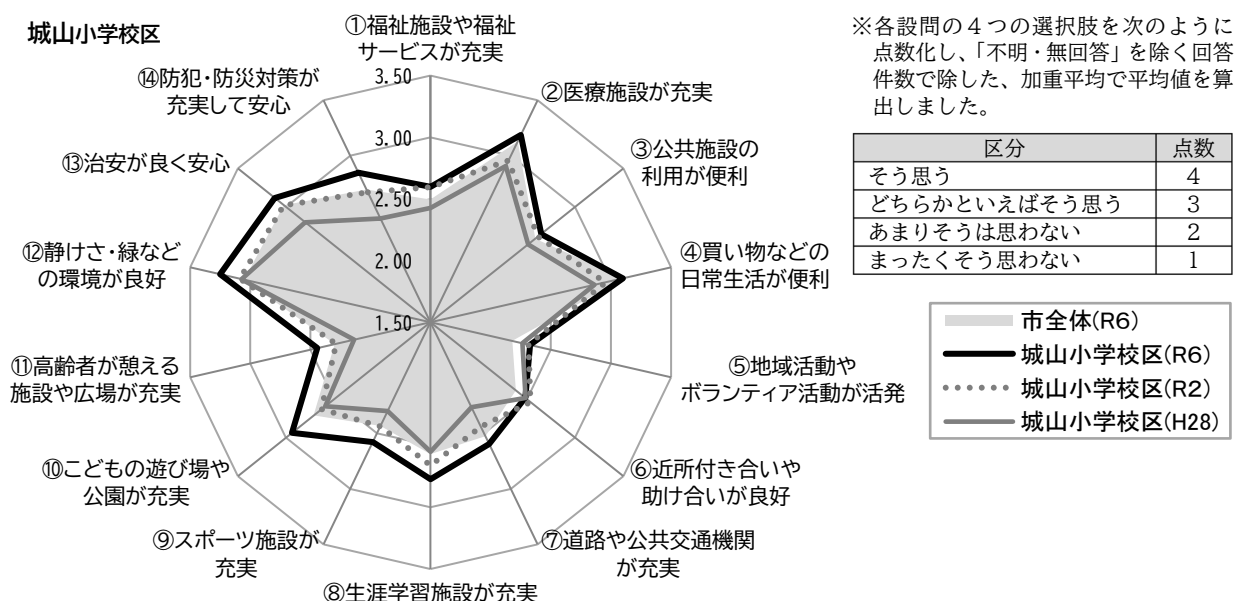 城山小学校区
①福祉施設や福祉
サービスが充実
②医療施設が充実
③公共施設の
利用が便利
④買い物などの
日常生活が便利
⑤地域活動や
ボランティア活動が活発
⑥近所付き合いや
助け合いが良好
⑦道路や公共交通機関
が充実
⑧生涯学習施設が充実
⑨スポーツ施設が
充実
⑩こどもの遊び場や
公園が充実
⑪高齢者が憩える
施設や広場が充実
⑫静けさ・緑など
の環境が良好
⑬治安が良く安心
⑭防犯・防災対策が
充実して安心
3.50
3.00
2.50
2.00
1.50
※各設問の4つの選択肢を次のように
点数化し、「不明・無回答」を除く回答
件数で除した、加重平均で平均値を算
出しました。
区分 点数
そう思う 4
どちらかといえばそう思う 3
あまりそうは思わない 2
まったくそう思わない 1
市全体(R6)
城山小学校区(R6)
城山小学校区(R2)
城山小学校区(H28)